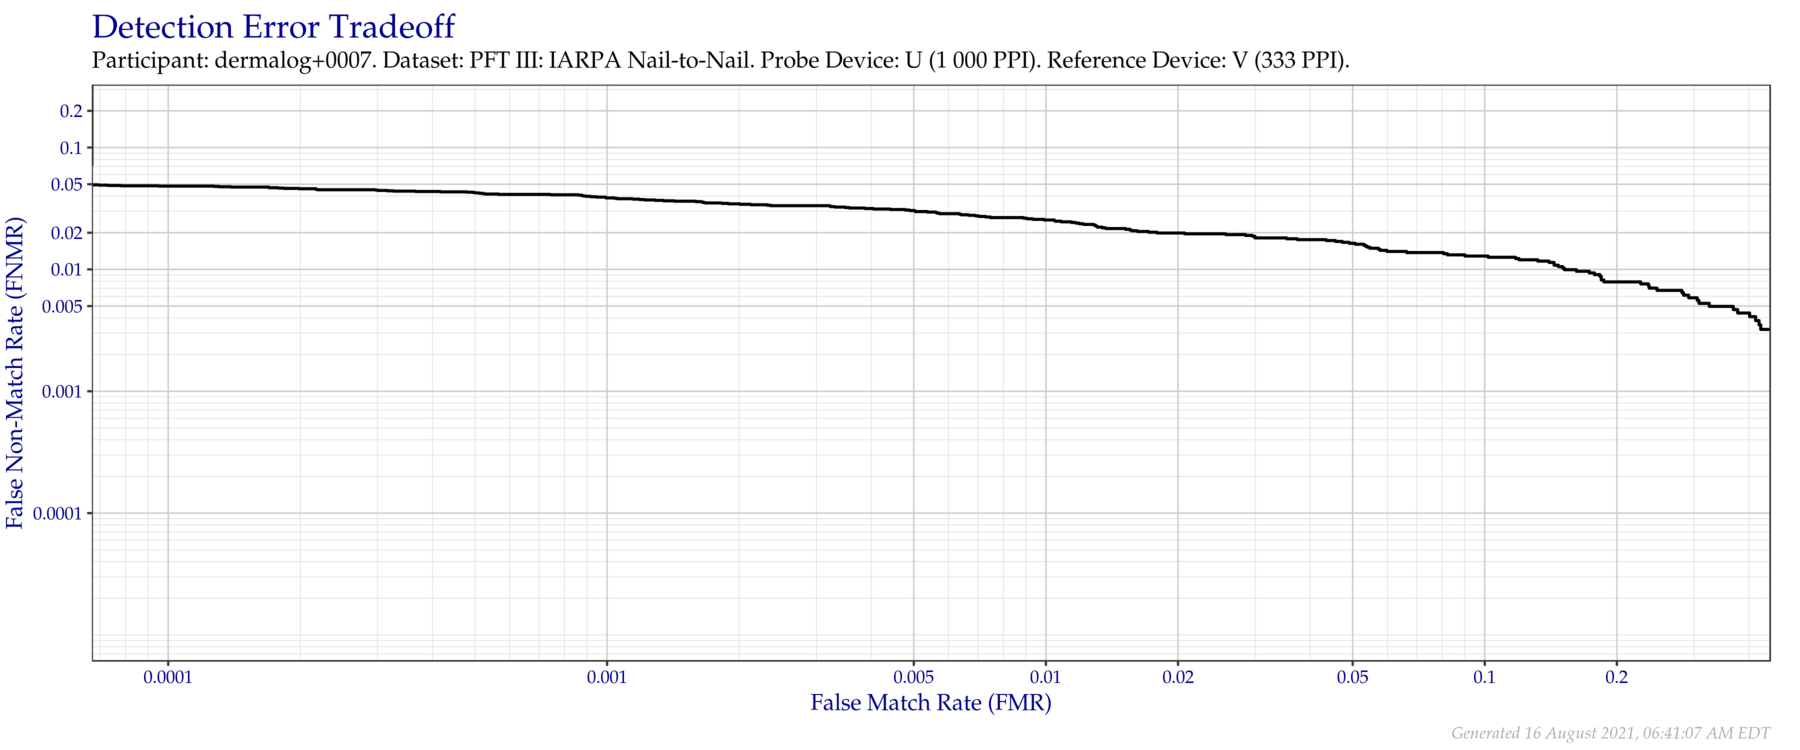 Detection Error Tradeoff
Participant: dermalog+0007. Dataset: PFT III: IARPA Nail-to-Nail. Probe Device: U (1 000 PPI). Reference Device: V (333 PPI).
0.2
0.1
0.05
0.02
0.01
0.005
0.001
0.0001
False Non-Match Rate (FNMR)
0.0001 0.001 0.005 0.01 0.02 0.05 0.1 0.2
False Match Rate (FMR)
Generated 16 August 2021, 06:41:07 AM EDT